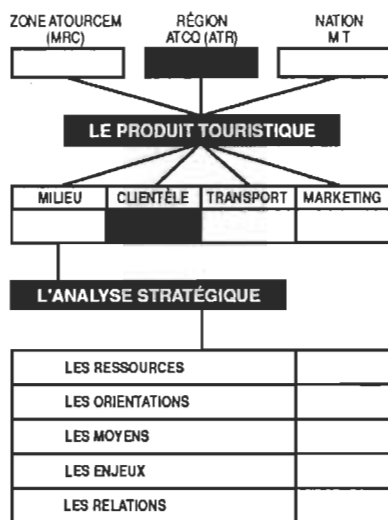 ZONE ATOURCEM RÉGION NATION
(MRC) ATCQ (ATR) M T
LE PRODUIT TOURISTIQUE
MILIEU CLIENTÈLE TRANSPORT MARKETING
L'ANALYSE STRATÉGIQUE
LES RESSOURCES
LES ORIENTATIONS
LES MOYENS
LES ENJEUX
LES RELATIONS